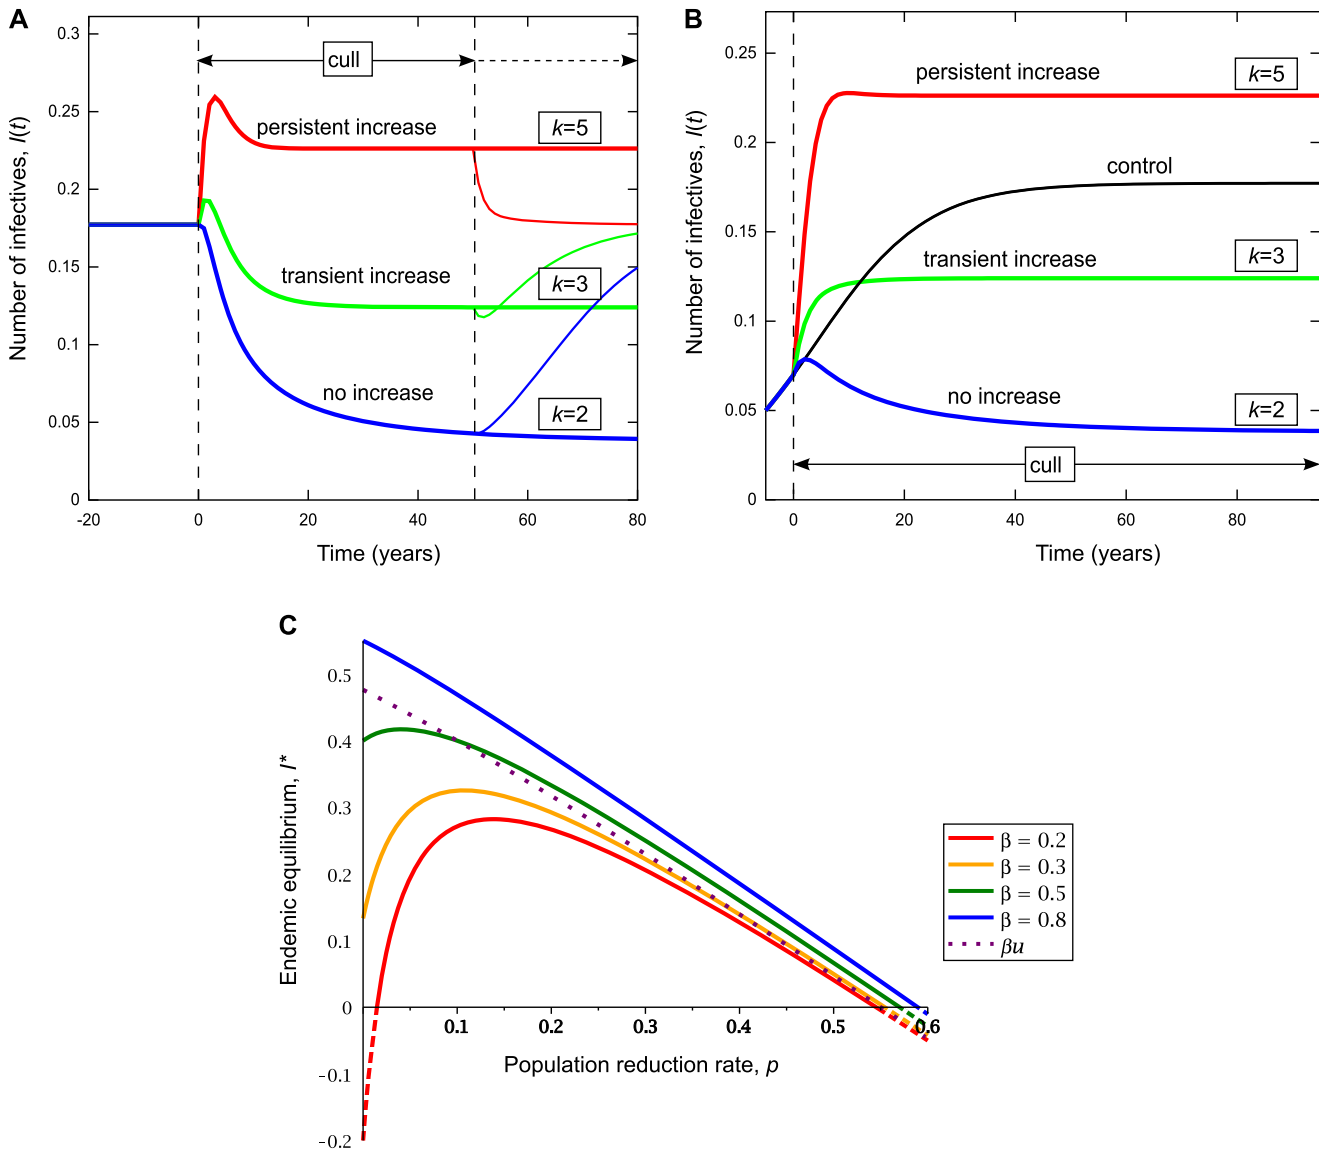 A
Number of infectives, I(t)
0.3
0.25
0.2
0.15
0.1
0.05
0
cull
persistent increase
k=5
transient increase
k=3
no increase
k=2
-20 0 20 40 60 80
Time (years)
B
Number of infectives, I(t)
0.25
0.2
0.15
0.1
0.05
0
persistent increase
k=5
control
transient increase
k=3
no increase
k=2
cull
0 20 40 60 80
Time (years)
C
Endemic equilibrium, I*
0.5
0.4
0.3
0.2
0.1
0
-0.1
-0.2
0.1 0.2 0.3 0.4 0.5 0.6
Population reduction rate, p
β = 0.2
β = 0.3
β = 0.5
β = 0.8
βu